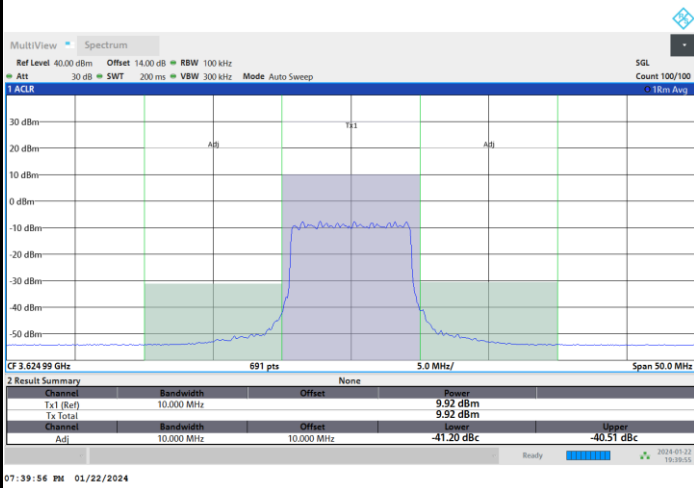 MultiView Spectrum
Ref Level 40.00 dBm Offset 14.00 dB RBW 100 kHz SGL
Att 30 dB SWT 200 ms VBW 300 kHz Mode Auto Sweep Count 100/100
1 ACLR 1Rm Avg
30 dBm
Tx1
20 dBm
Adj Adj
10 dBm
0 dBm
-10 dBm
-20 dBm
-30 dBm
-40 dBm
-50 dBm
CF 3.62499 GHz 691 pts 5.0 MHz/ Span 50.0 MHz
2 Result Summary None
Channel Bandwidth Offset Power
Tx1 (Ref) 10.000 MHz 9.92 dBm
Tx Total 9.92 dBm
Channel Bandwidth Offset Lower Upper
Adj 10.000 MHz 10.000 MHz -41.20 dBc -40.51 dBc
Ready 2024-01-22
19:39:55
07:39:56 PM 01/22/2024